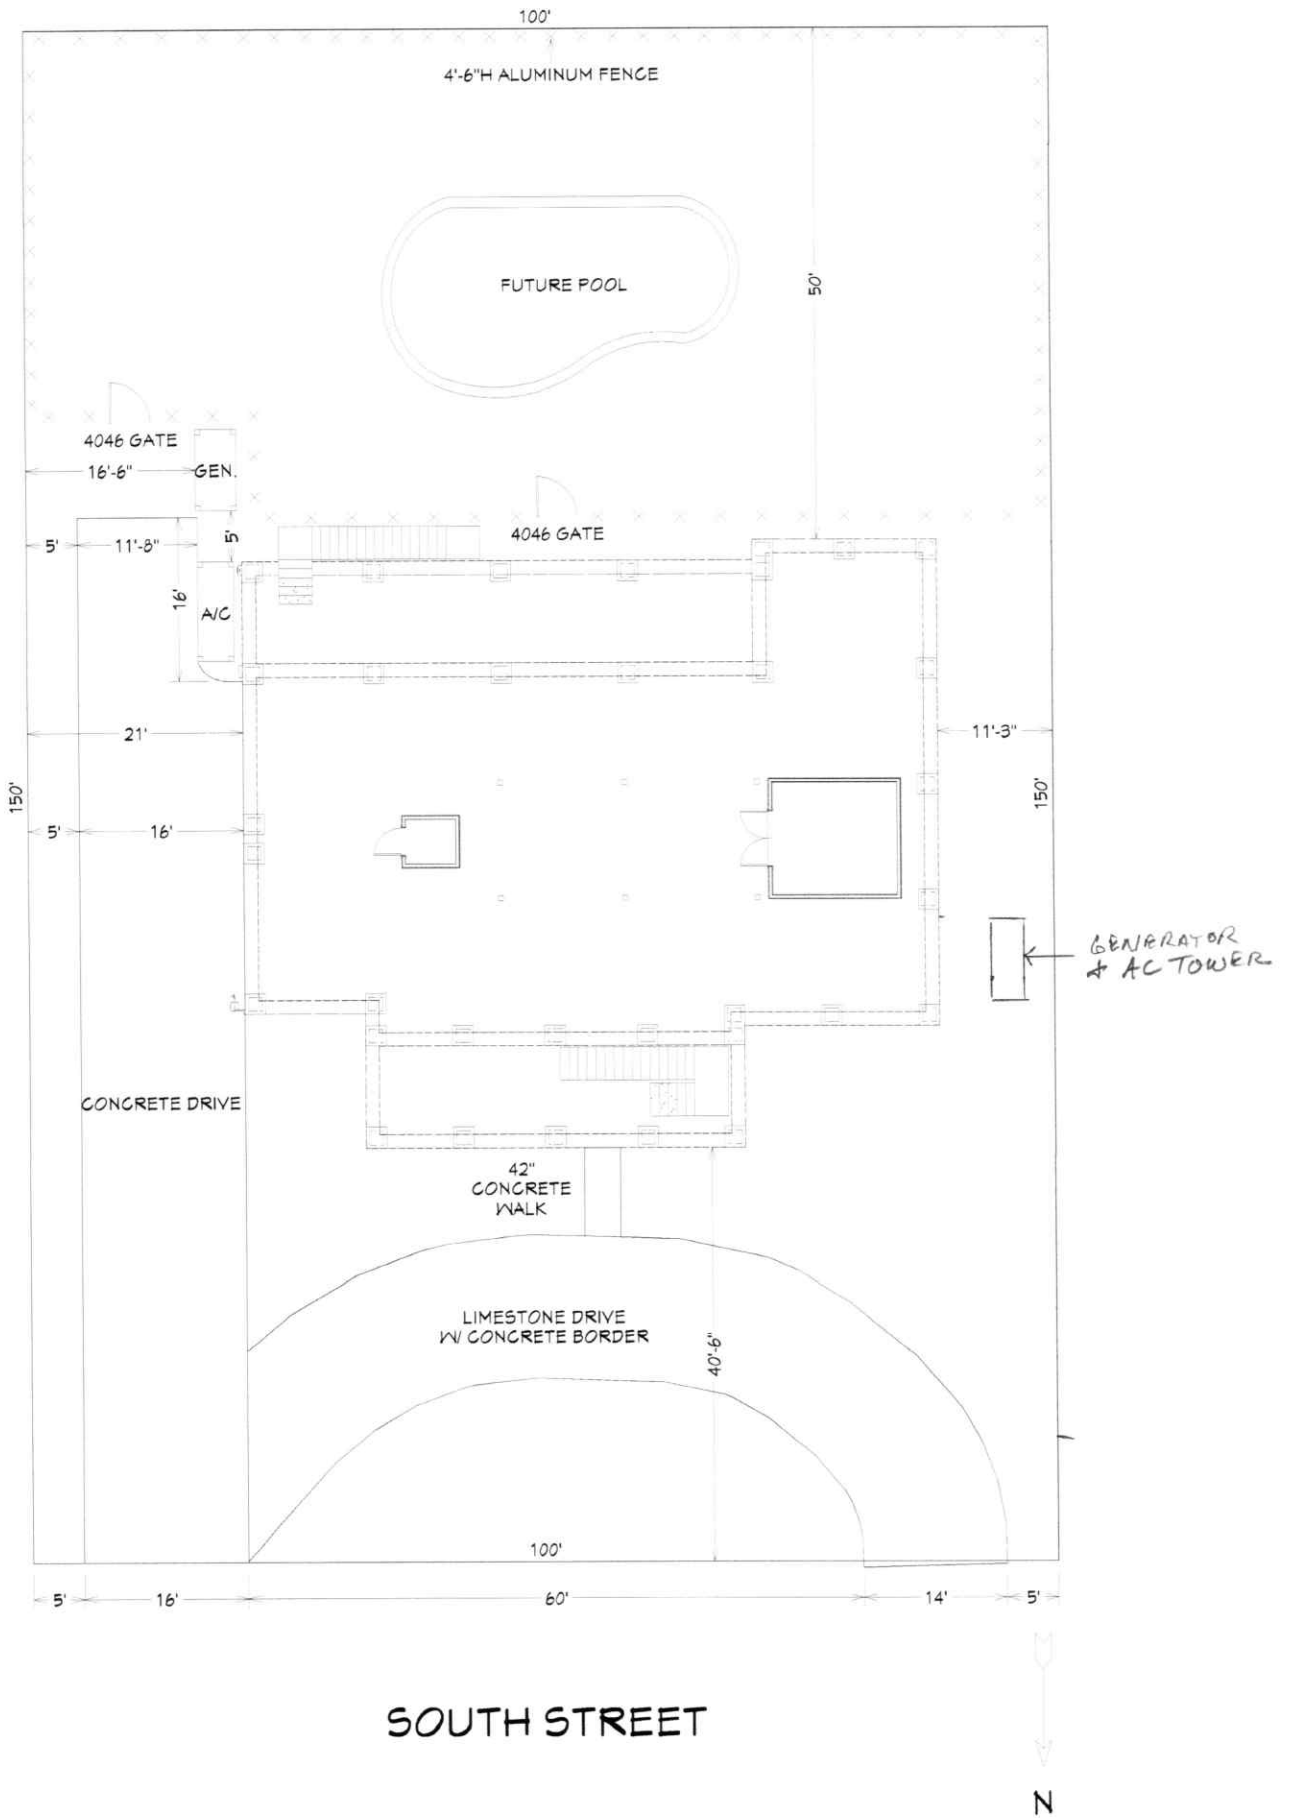 100'
4'-6"H ALUMINUM FENCE
FUTURE POOL
50'
4046 GATE
16'-6"
GEN.
4046 GATE
5'
11'-8"
5'
16'
A/C
21'
11'-3"
150'
150'
5'
16'
GENERATOR
& AC TOWER
CONCRETE DRIVE
42"
CONCRETE
WALK
LIMESTONE DRIVE
W/ CONCRETE BORDER
40'-6"
100'
5'
16'
60'
14'
5'
SOUTH STREET
N